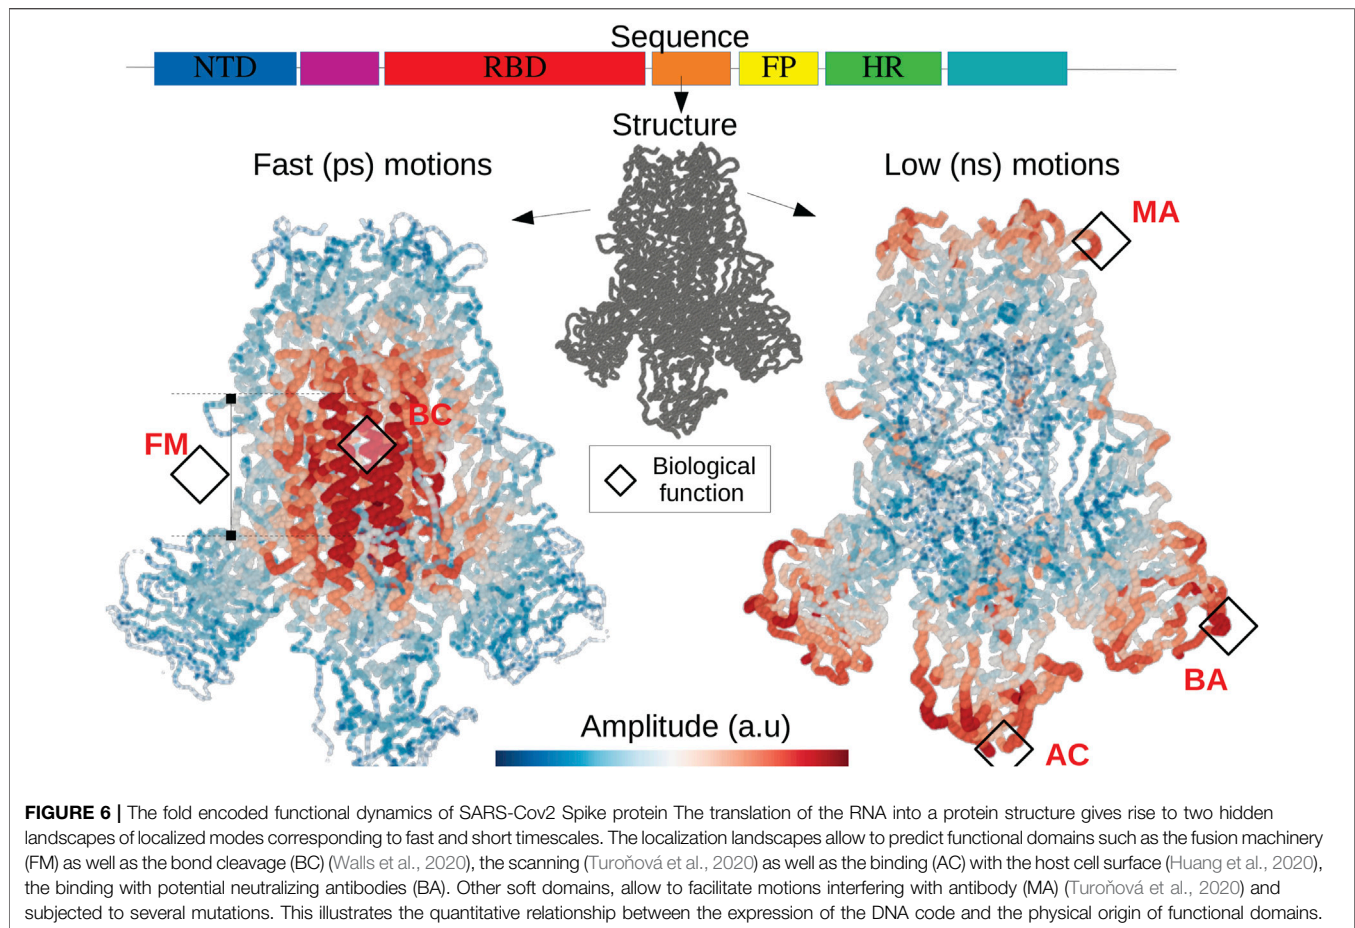 Sequence
NTD
RBD
FP
HR
Structure
Fast (ps) motions
Low (ns) motions
MA
BC
FM
Biological
function
BA
Amplitude (a.u)
AC
FIGURE 6 | The fold encoded functional dynamics of SARS-Cov2 Spike protein The translation of the RNA into a protein structure gives rise to two hidden
landscapes of localized modes corresponding to fast and short timescales. The localization landscapes allow to predict functional domains such as the fusion machinery
(FM) as well as the bond cleavage (BC) (Walls et al., 2020), the scanning (Turoňová et al., 2020) as well as the binding (AC) with the host cell surface (Huang et al., 2020),
the binding with potential neutralizing antibodies (BA). Other soft domains, allow to facilitate motions interfering with antibody (MA) (Turoňová et al., 2020) and
subjected to several mutations. This illustrates the quantitative relationship between the expression of the DNA code and the physical origin of functional domains.